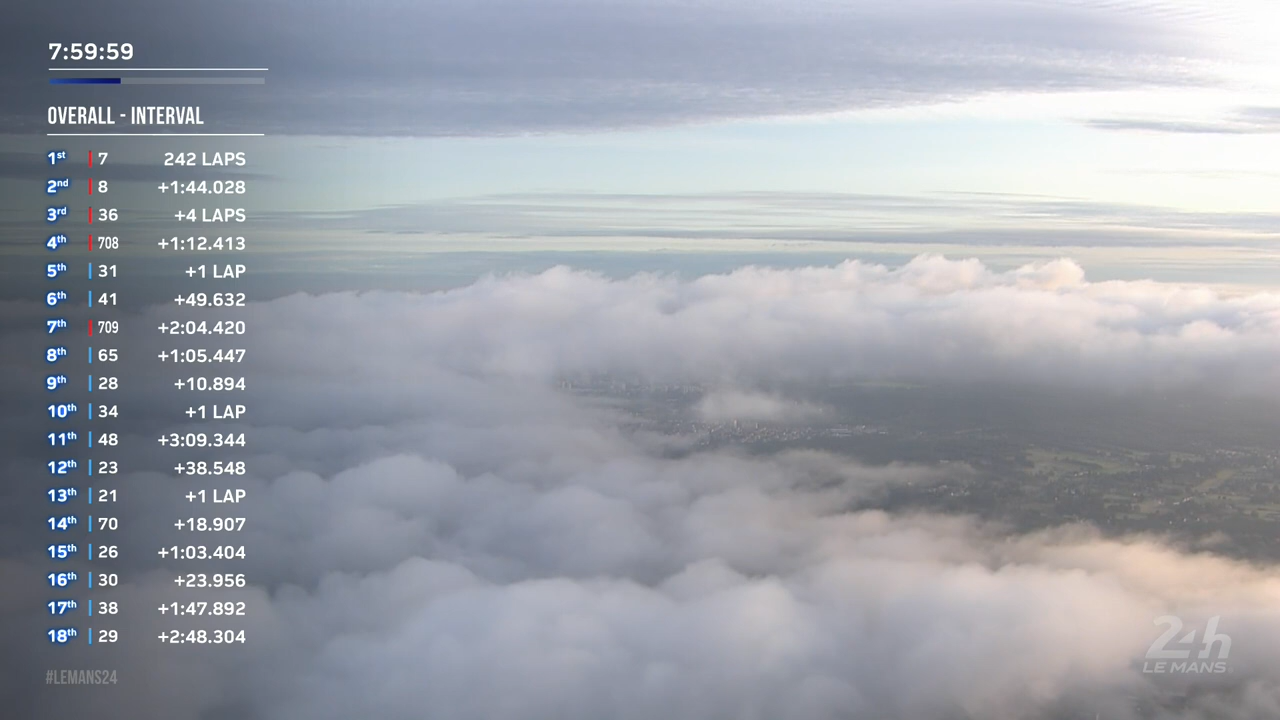 7:59:59
OVERALL - INTERVAL
1st 7 242 LAPS
2nd 8 +1:44.028
3rd 36 +4 LAPS
4th 708 +1:12.413
5th 31 +1 LAP
6th 41 +49.632
7th 709 +2:04.420
8th 65 +1:05.447
9th 28 +10.894
10th 34 +1 LAP
11th 48 +3:09.344
12th 23 +38.548
13th 21 +1 LAP
14th 70 +18.907
15th 26 +1:03.404
16th 30 +23.956
17th 38 +1:47.892
18th 29 +2:48.304
#LEMANS24
24h
LE MANS